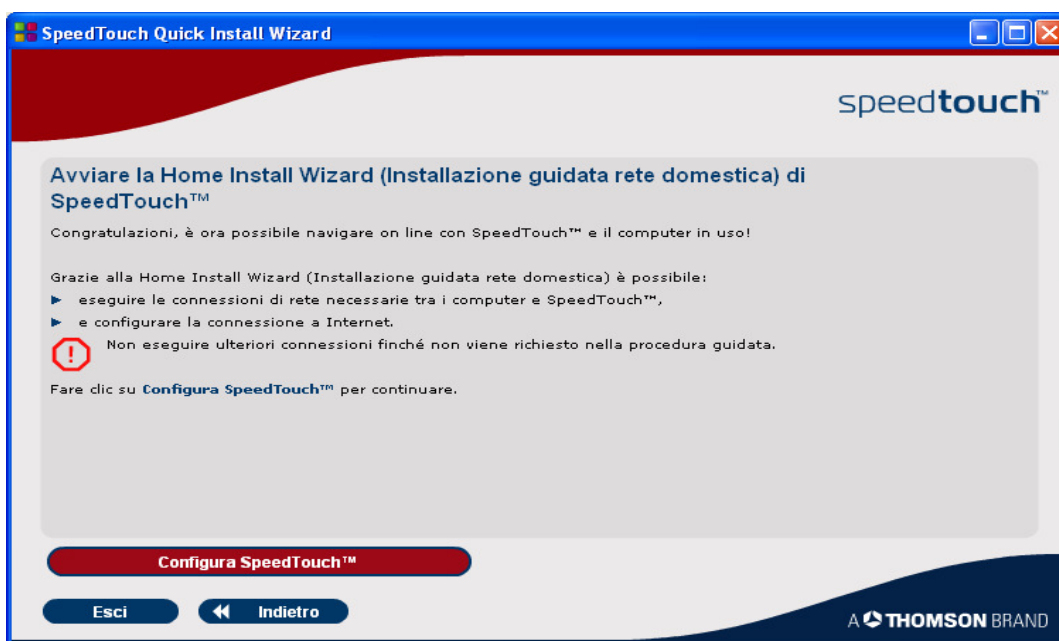 SpeedTouch Quick Install Wizard
speedtouch™
Avviare la Home Install Wizard (Installazione guidata rete domestica) di
SpeedTouch™
Congratulazioni, è ora possibile navigare on line con SpeedTouch™ e il computer in uso!
Grazie alla Home Install Wizard (Installazione guidata rete domestica) è possibile:
eseguire le connessioni di rete necessarie tra i computer e SpeedTouch™,
e configurare la connessione a Internet.
Non eseguire ulteriori connessioni finché non viene richiesto nella procedura guidata.
Fare clic su Configura SpeedTouch™ per continuare.
Configura SpeedTouch™
Esci
Indietro
A THOMSON BRAND